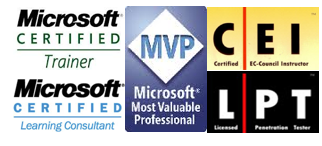 Microsoft®
CERTIFIED
Trainer
Microsoft®
CERTIFIED
Learning Consultant
MVP
Microsoft®
Most Valuable
Professional
C E I
Certified EC-Council Instructor
L P T
Licensed Penetration Tester